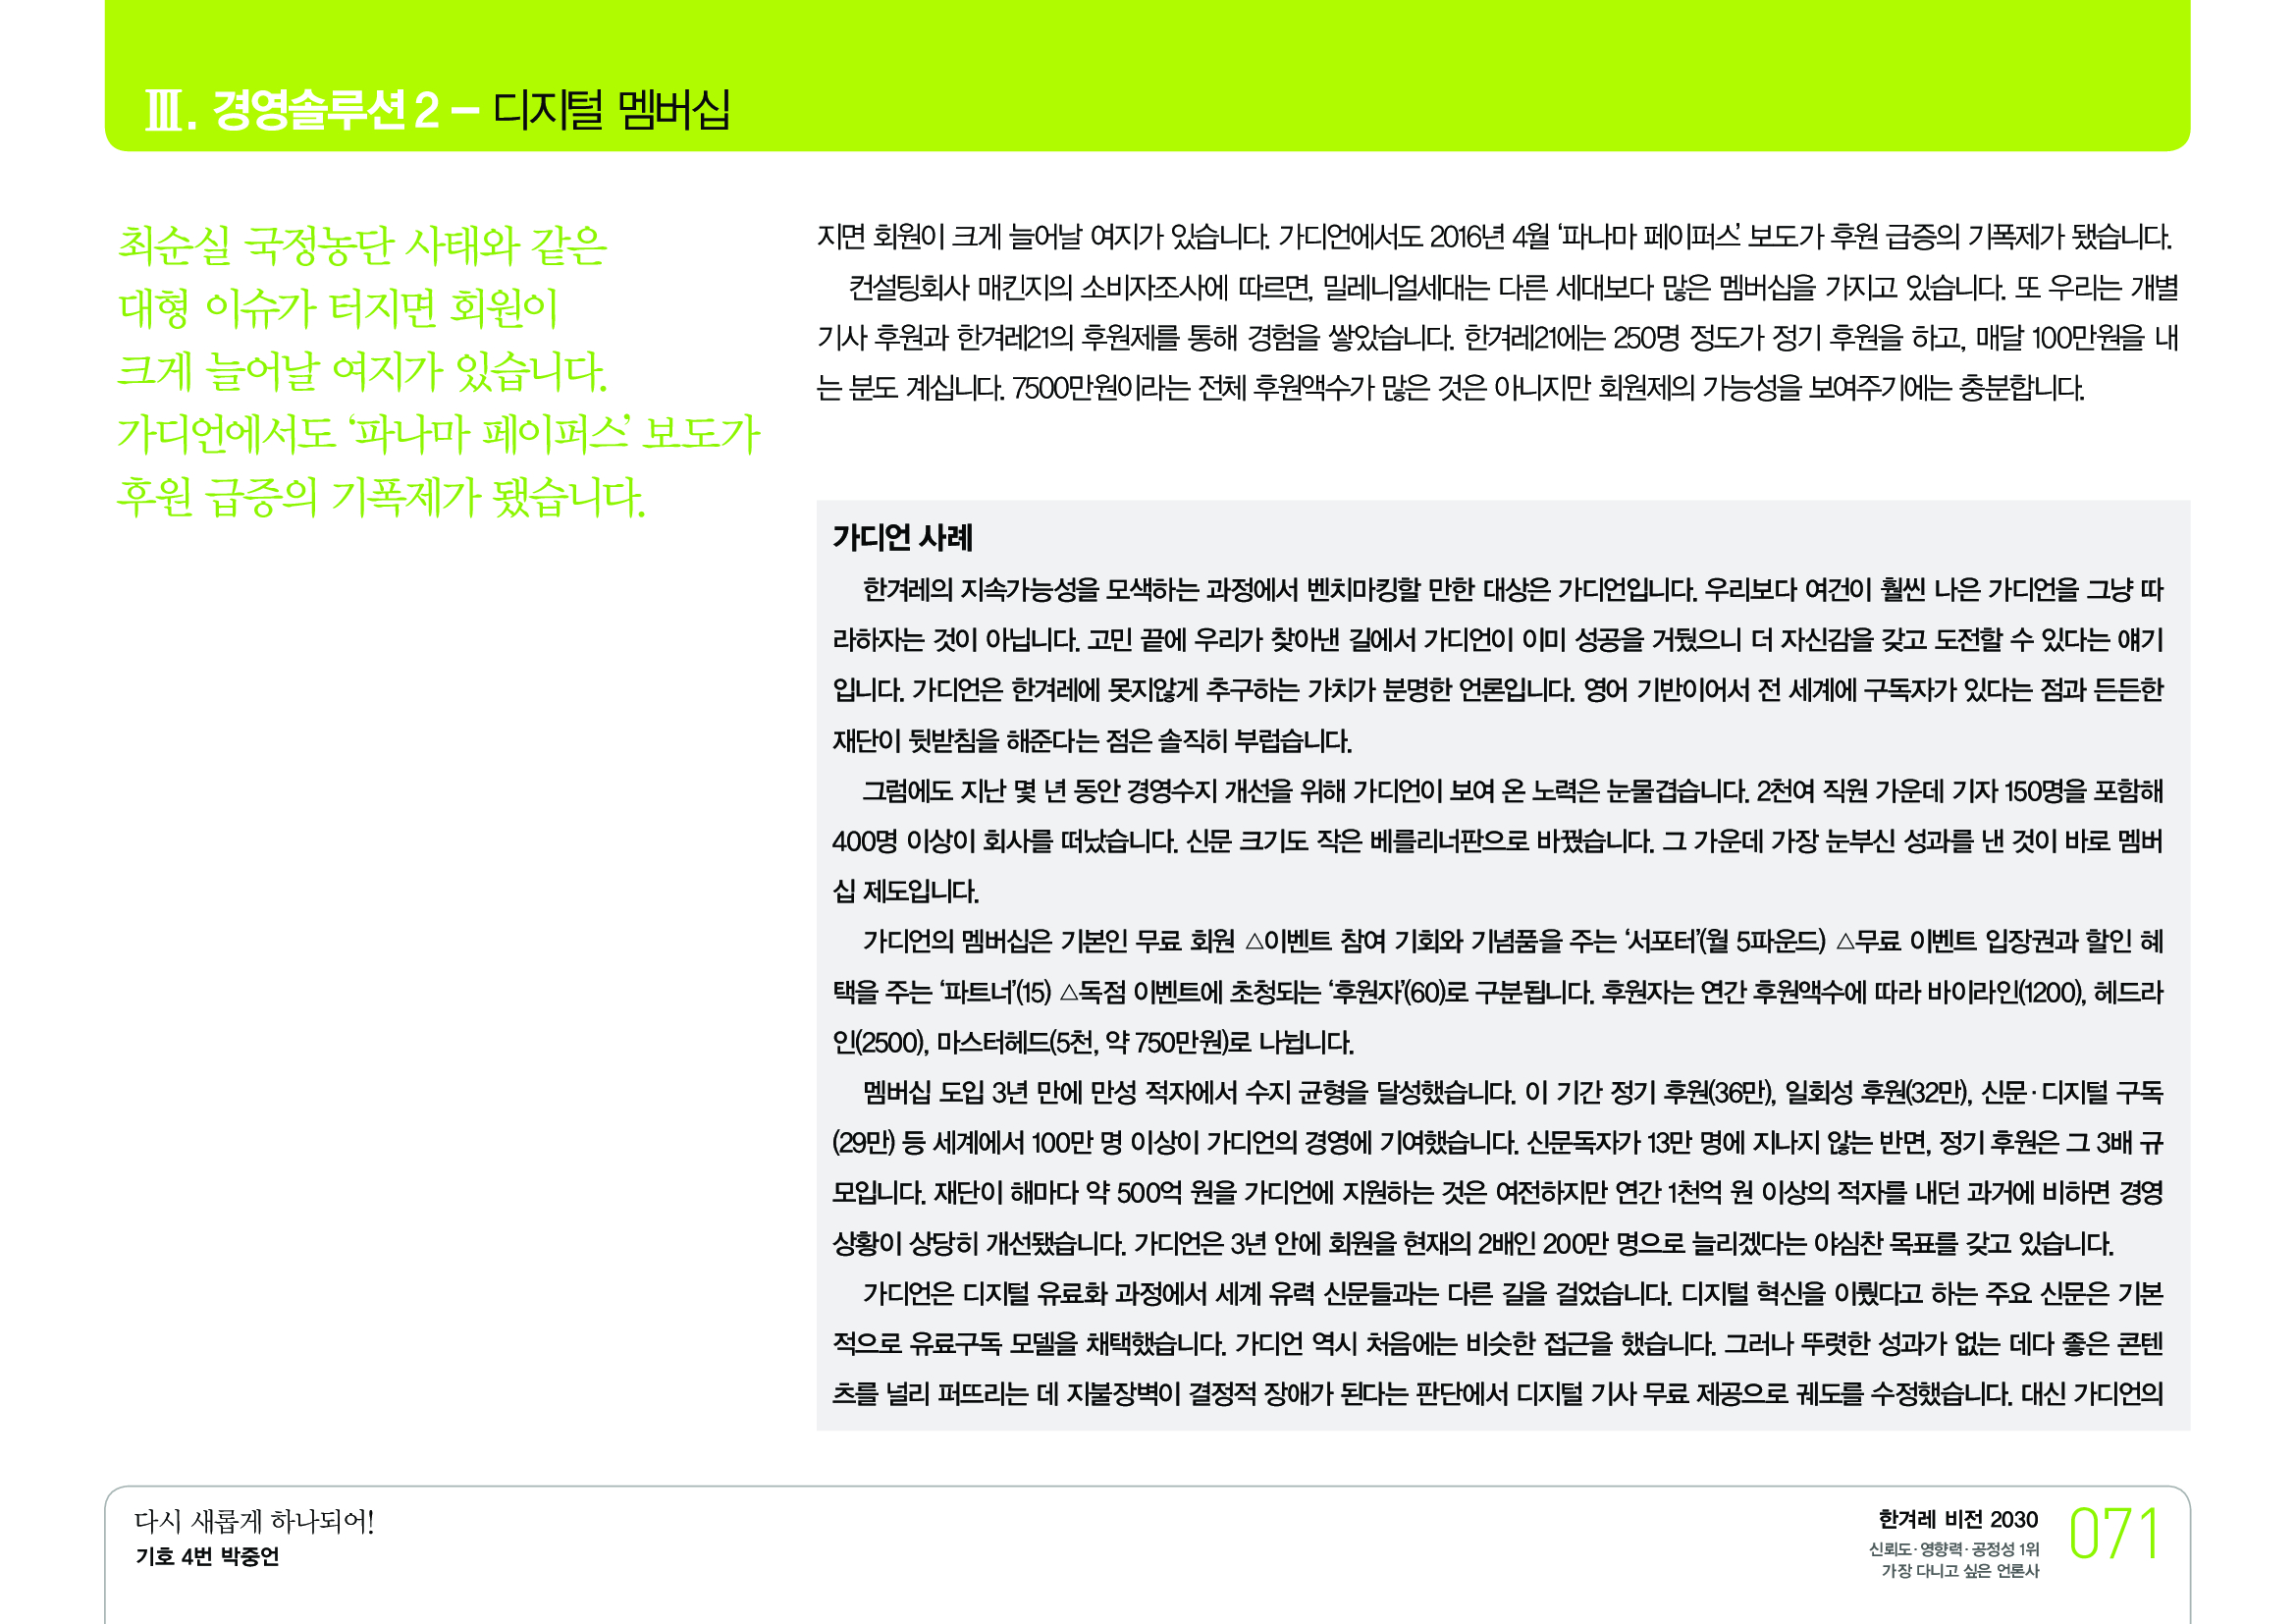 Ⅲ. 경영솔루션 2 – 디지털 멤버십
최순실 국정농단 사태와 같은
대형 이슈가 터지면 회원이
크게 늘어날 여지가 있습니다.
가디언에서도 ‘파나마 페이퍼스’ 보도가
후원 급증의 기폭제가 됐습니다.
지면 회원이 크게 늘어날 여지가 있습니다. 가디언에서도 2016년 4월 ‘파나마 페이퍼스’ 보도가 후원 급증의 기폭제가 됐습니다.
컨설팅회사 매킨지의 소비자조사에 따르면, 밀레니얼세대는 다른 세대보다 많은 멤버십을 가지고 있습니다. 또 우리는 개별
기사 후원과 한겨레21의 후원제를 통해 경험을 쌓았습니다. 한겨레21에는 250명 정도가 정기 후원을 하고, 매달 100만원을 내
는 분도 계십니다. 7500만원이라는 전체 후원액수가 많은 것은 아니지만 회원제의 가능성을 보여주기에는 충분합니다.
가디언 사례
한겨레의 지속가능성을 모색하는 과정에서 벤치마킹할 만한 대상은 가디언입니다. 우리보다 여건이 훨씬 나은 가디언을 그냥 따
라하자는 것이 아닙니다. 고민 끝에 우리가 찾아낸 길에서 가디언이 이미 성공을 거뒀으니 더 자신감을 갖고 도전할 수 있다는 얘기
입니다. 가디언은 한겨레에 못지않게 추구하는 가치가 분명한 언론입니다. 영어 기반이어서 전 세계에 구독자가 있다는 점과 든든한
재단이 뒷받침을 해준다는 점은 솔직히 부럽습니다.
그럼에도 지난 몇 년 동안 경영수지 개선을 위해 가디언이 보여 온 노력은 눈물겹습니다. 2천여 직원 가운데 기자 150명을 포함해
400명 이상이 회사를 떠났습니다. 신문 크기도 작은 베를리너판으로 바꿨습니다. 그 가운데 가장 눈부신 성과를 낸 것이 바로 멤버
십 제도입니다.
가디언의 멤버십은 기본인 무료 회원 △이벤트 참여 기회와 기념품을 주는 ‘서포터’(월 5파운드) △무료 이벤트 입장권과 할인 혜
택을 주는 ‘파트너’(15) △독점 이벤트에 초청되는 ‘후원자’(60)로 구분됩니다. 후원자는 연간 후원액수에 따라 바이라인(1200), 헤드라
인(2500), 마스터헤드(5천, 약 750만원)로 나뉩니다.
멤버십 도입 3년 만에 만성 적자에서 수지 균형을 달성했습니다. 이 기간 정기 후원(36만), 일회성 후원(32만), 신문·디지털 구독
(29만) 등 세계에서 100만 명 이상이 가디언의 경영에 기여했습니다. 신문독자가 13만 명에 지나지 않는 반면, 정기 후원은 그 3배 규
모입니다. 재단이 해마다 약 500억 원을 가디언에 지원하는 것은 여전하지만 연간 1천억 원 이상의 적자를 내던 과거에 비하면 경영
상황이 상당히 개선됐습니다. 가디언은 3년 안에 회원을 현재의 2배인 200만 명으로 늘리겠다는 야심찬 목표를 갖고 있습니다.
가디언은 디지털 유료화 과정에서 세계 유력 신문들과는 다른 길을 걸었습니다. 디지털 혁신을 이뤘다고 하는 주요 신문은 기본
적으로 유료구독 모델을 채택했습니다. 가디언 역시 처음에는 비슷한 접근을 했습니다. 그러나 뚜렷한 성과가 없는 데다 좋은 콘텐
츠를 널리 퍼뜨리는 데 지불장벽이 결정적 장애가 된다는 판단에서 디지털 기사 무료 제공으로 궤도를 수정했습니다. 대신 가디언의
다시 새롭게 하나되어!
기호 4번 박중언
한겨레 비전 2030
신뢰도·영향력·공정성 1위
가장 다니고 싶은 언론사
071